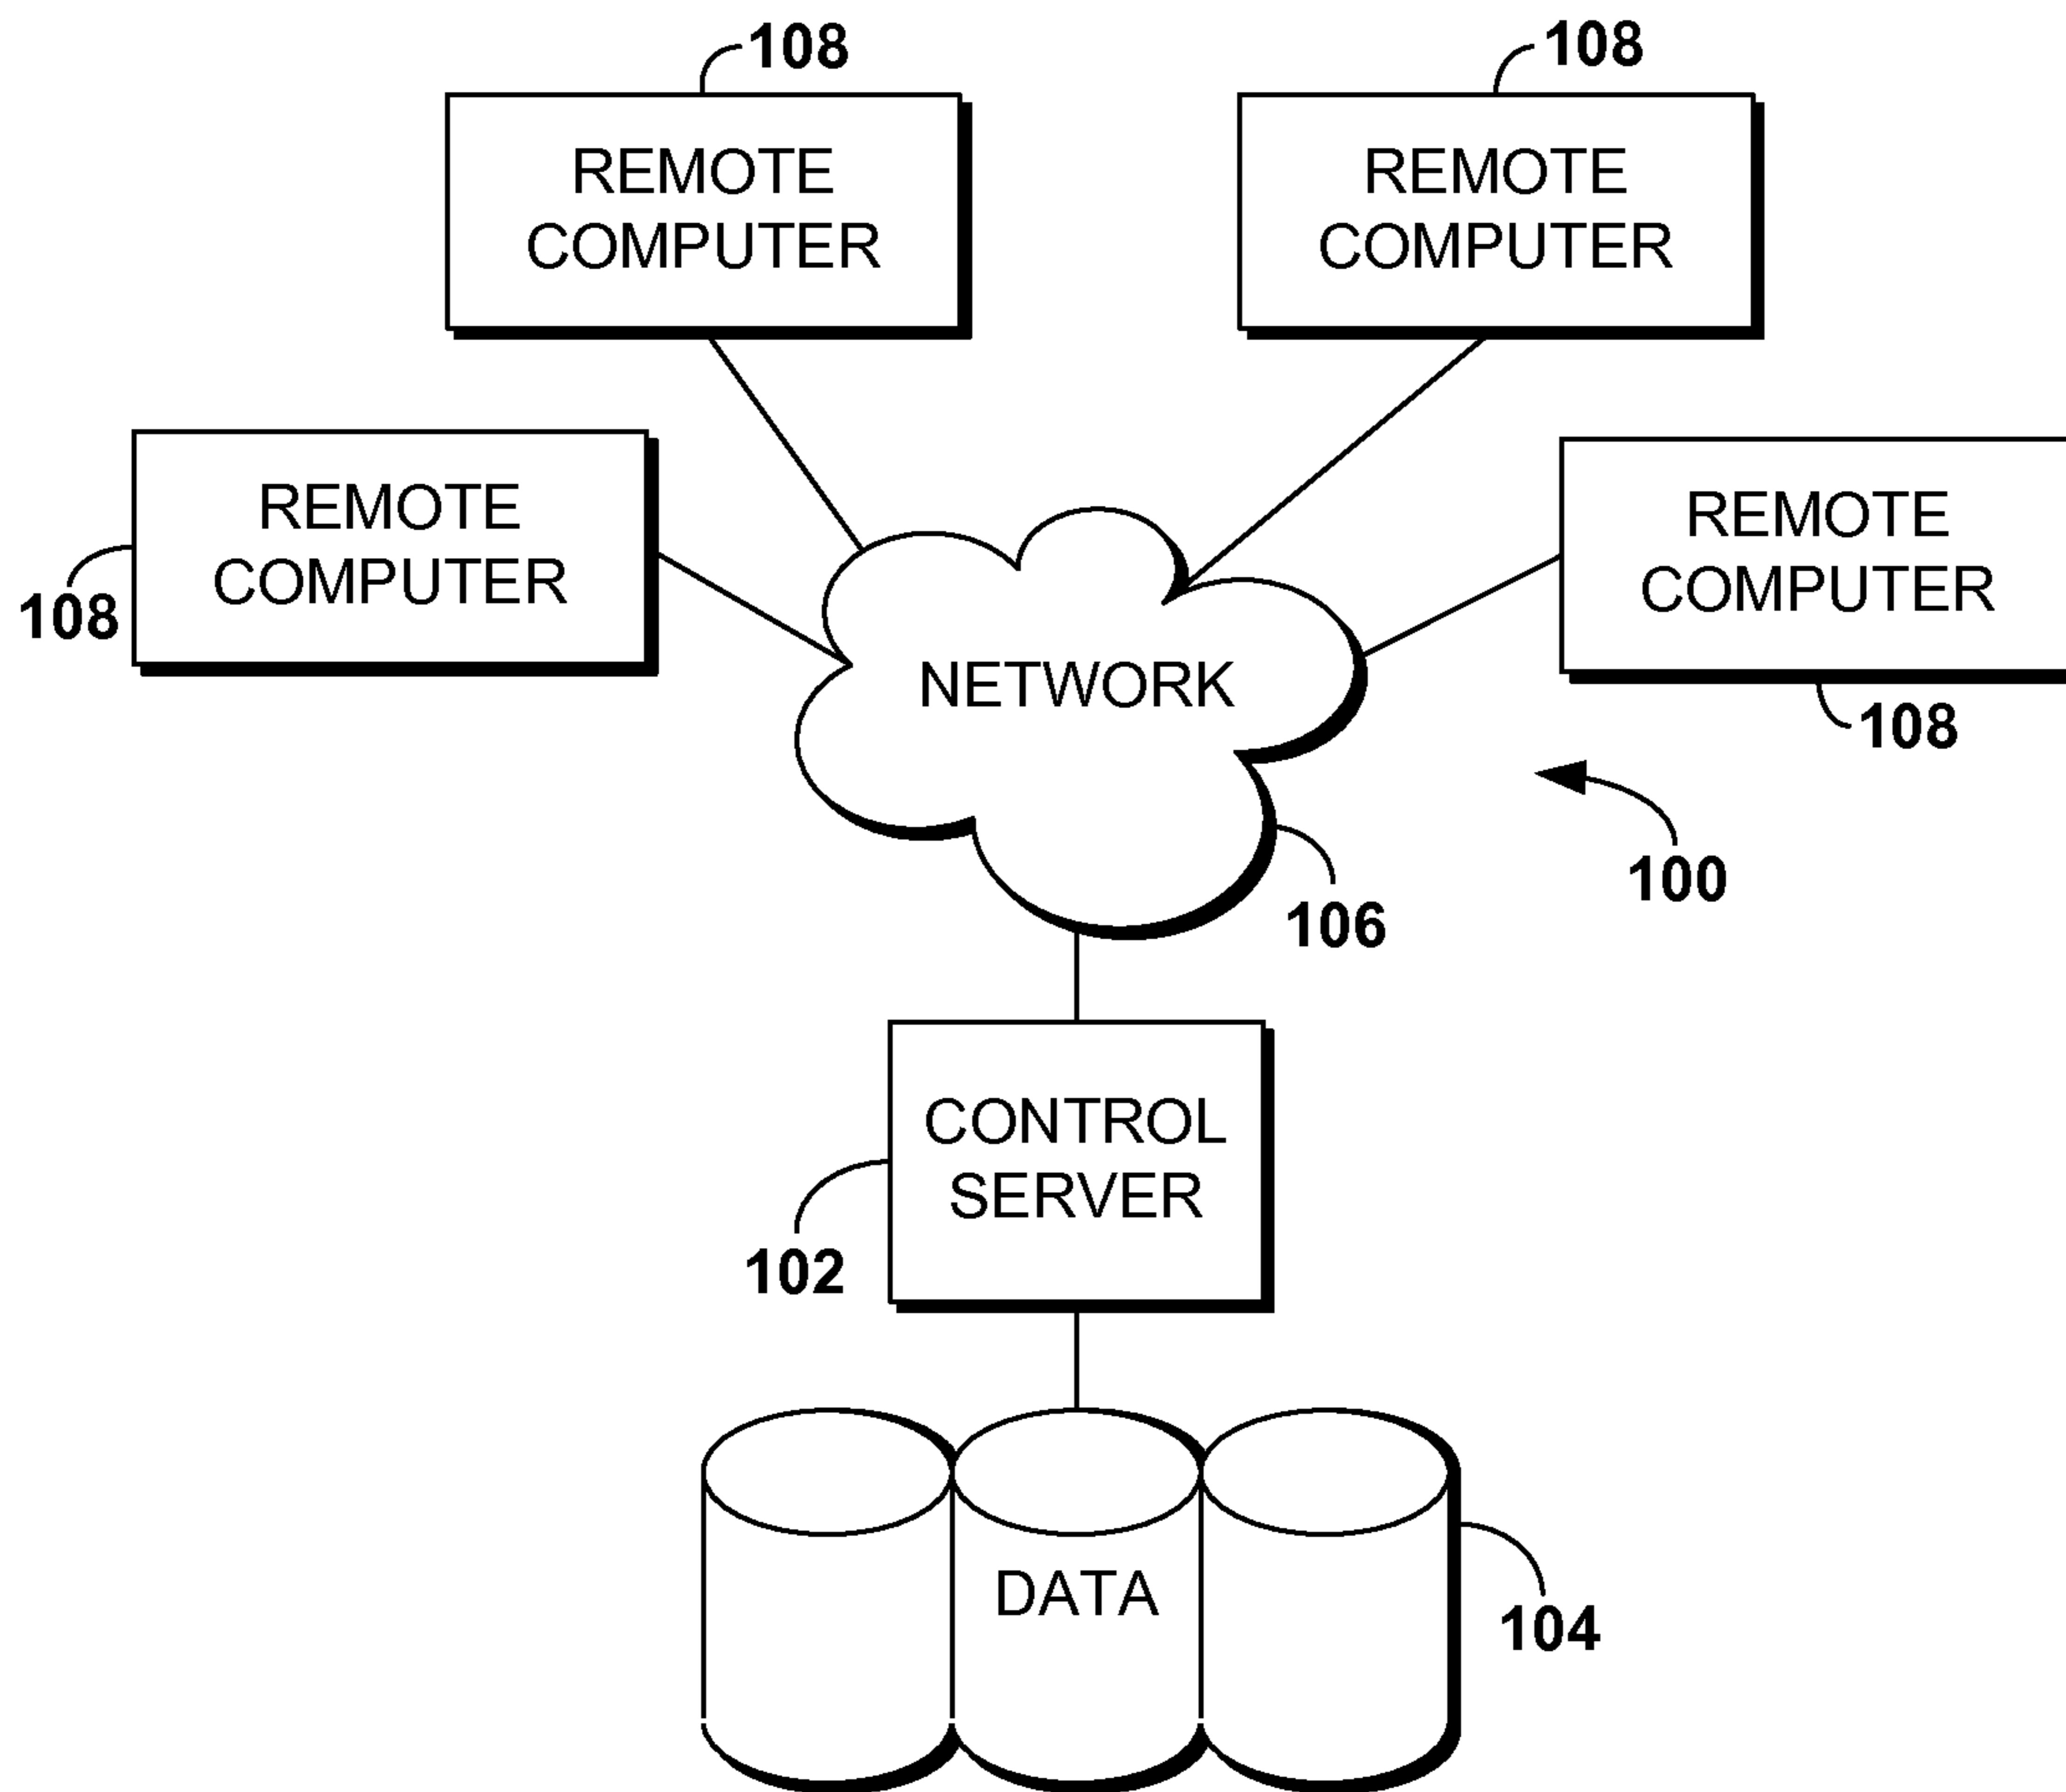 108
108
REMOTE
COMPUTER
REMOTE
COMPUTER
REMOTE
COMPUTER
108
REMOTE
COMPUTER
108
NETWORK
100
106
CONTROL
SERVER
102
DATA
104